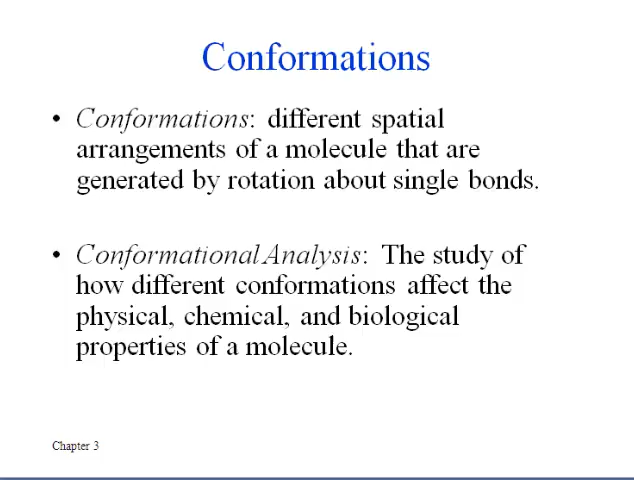 Conformations
• Conformations: different spatial
arrangements of a molecule that are
generated by rotation about single bonds.
• Conformational Analysis: The study of
how different conformations affect the
physical, chemical, and biological
properties of a molecule.
Chapter 3